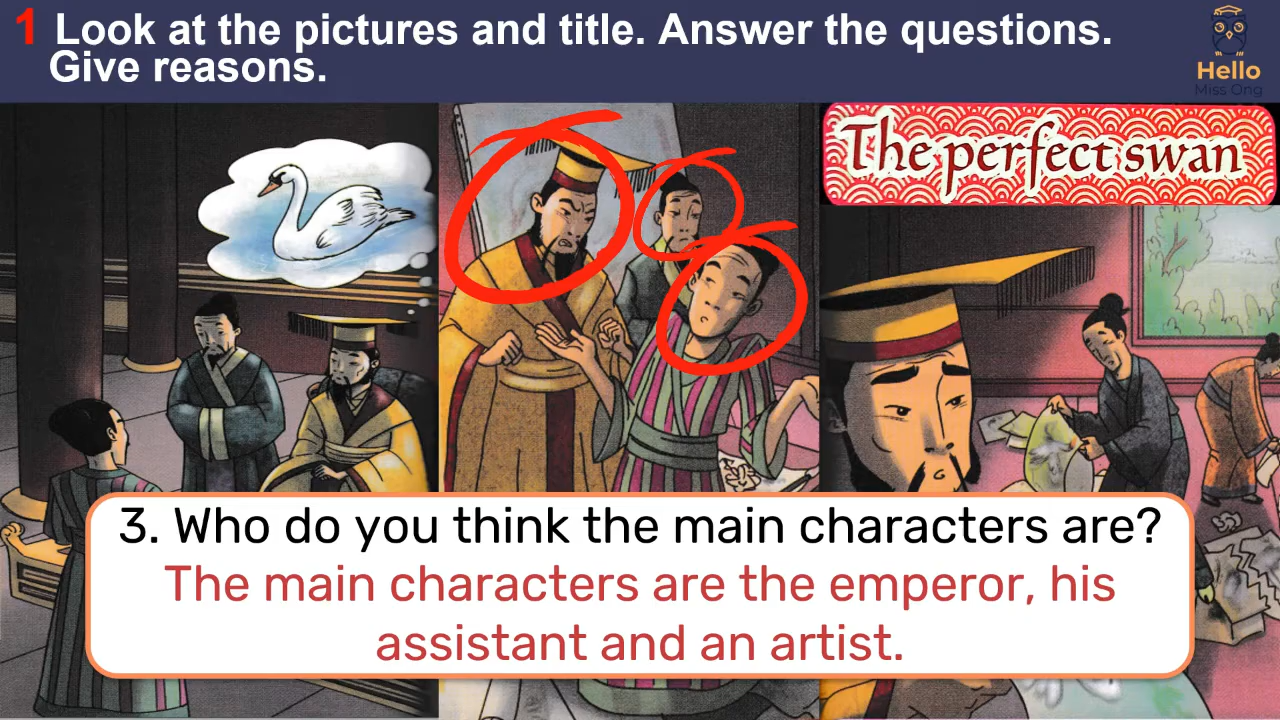 1 Look at the pictures and title. Answer the questions.
Give reasons.
Hello
Miss Ong
The perfect swan
3. Who do you think the main characters are?
The main characters are the emperor, his
assistant and an artist.